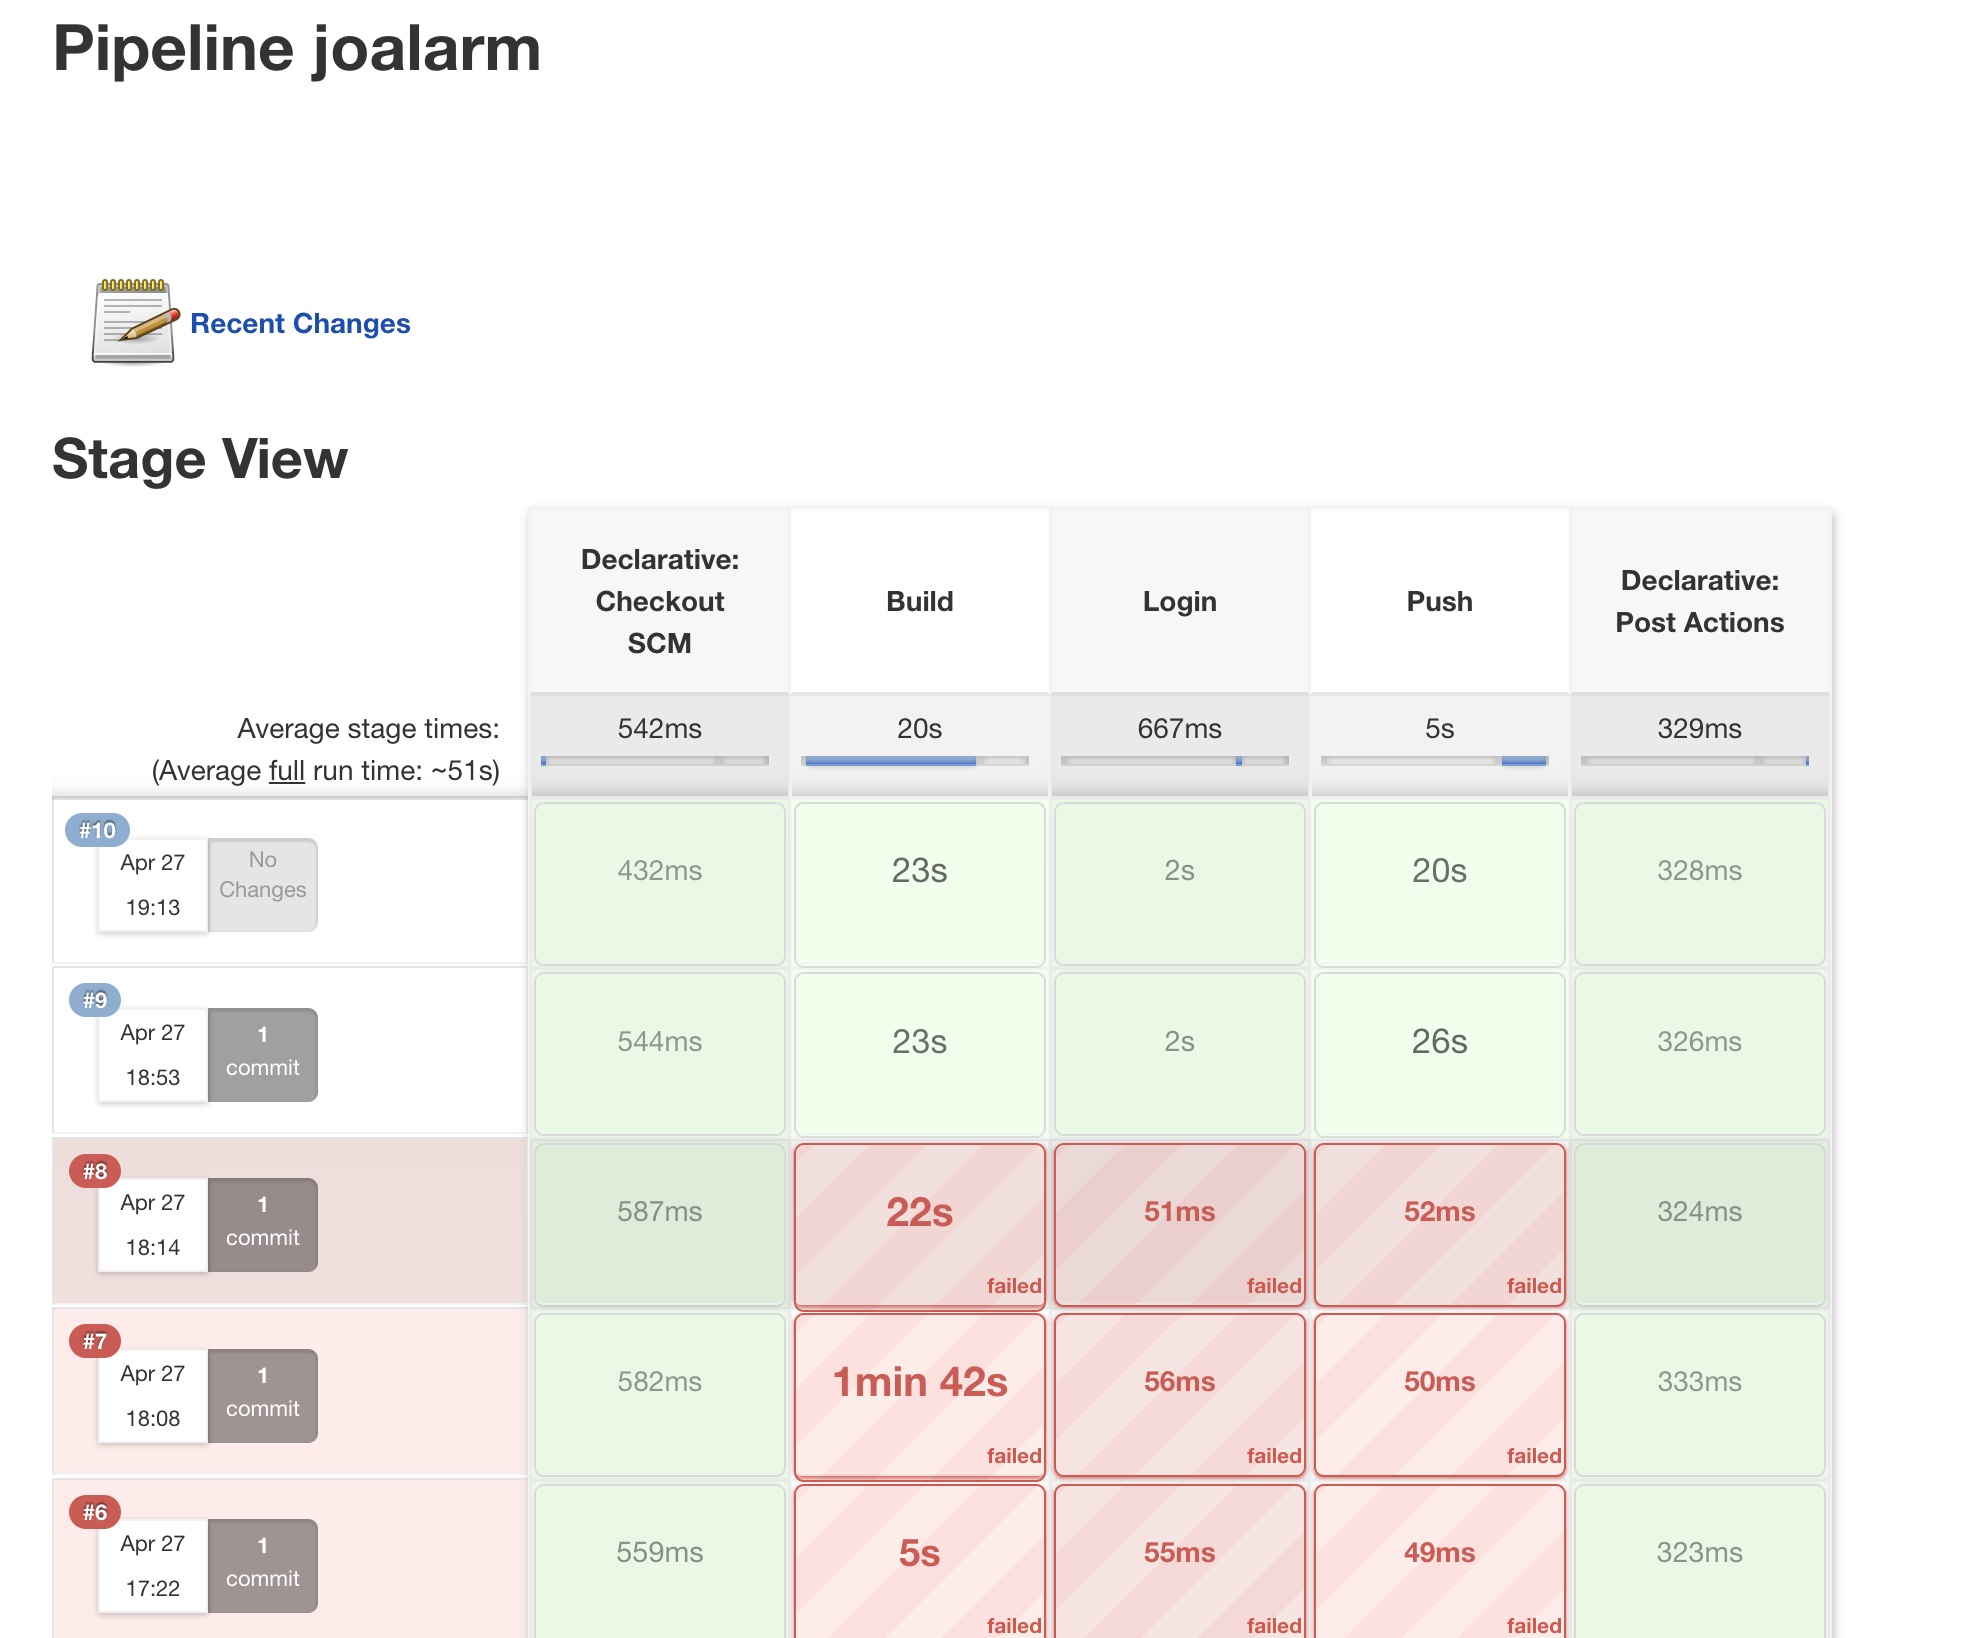 Pipeline joalarm
Recent Changes
Stage View
Declarative:
Checkout
SCM
Build
Login
Push
Declarative:
Post Actions
Average stage times:
(Average full run time: ~51s)
542ms
20s
667ms
5s
329ms
#10
Apr 27
19:13
No
Changes
432ms
23s
2s
20s
328ms
#9
Apr 27
18:53
1
commit
544ms
23s
2s
26s
326ms
#8
Apr 27
18:14
1
commit
587ms
22s
failed
51ms
failed
52ms
failed
324ms
#7
Apr 27
18:08
1
commit
582ms
1min 42s
failed
56ms
failed
50ms
failed
333ms
#6
Apr 27
17:22
1
commit
559ms
5s
failed
55ms
failed
49ms
failed
323ms